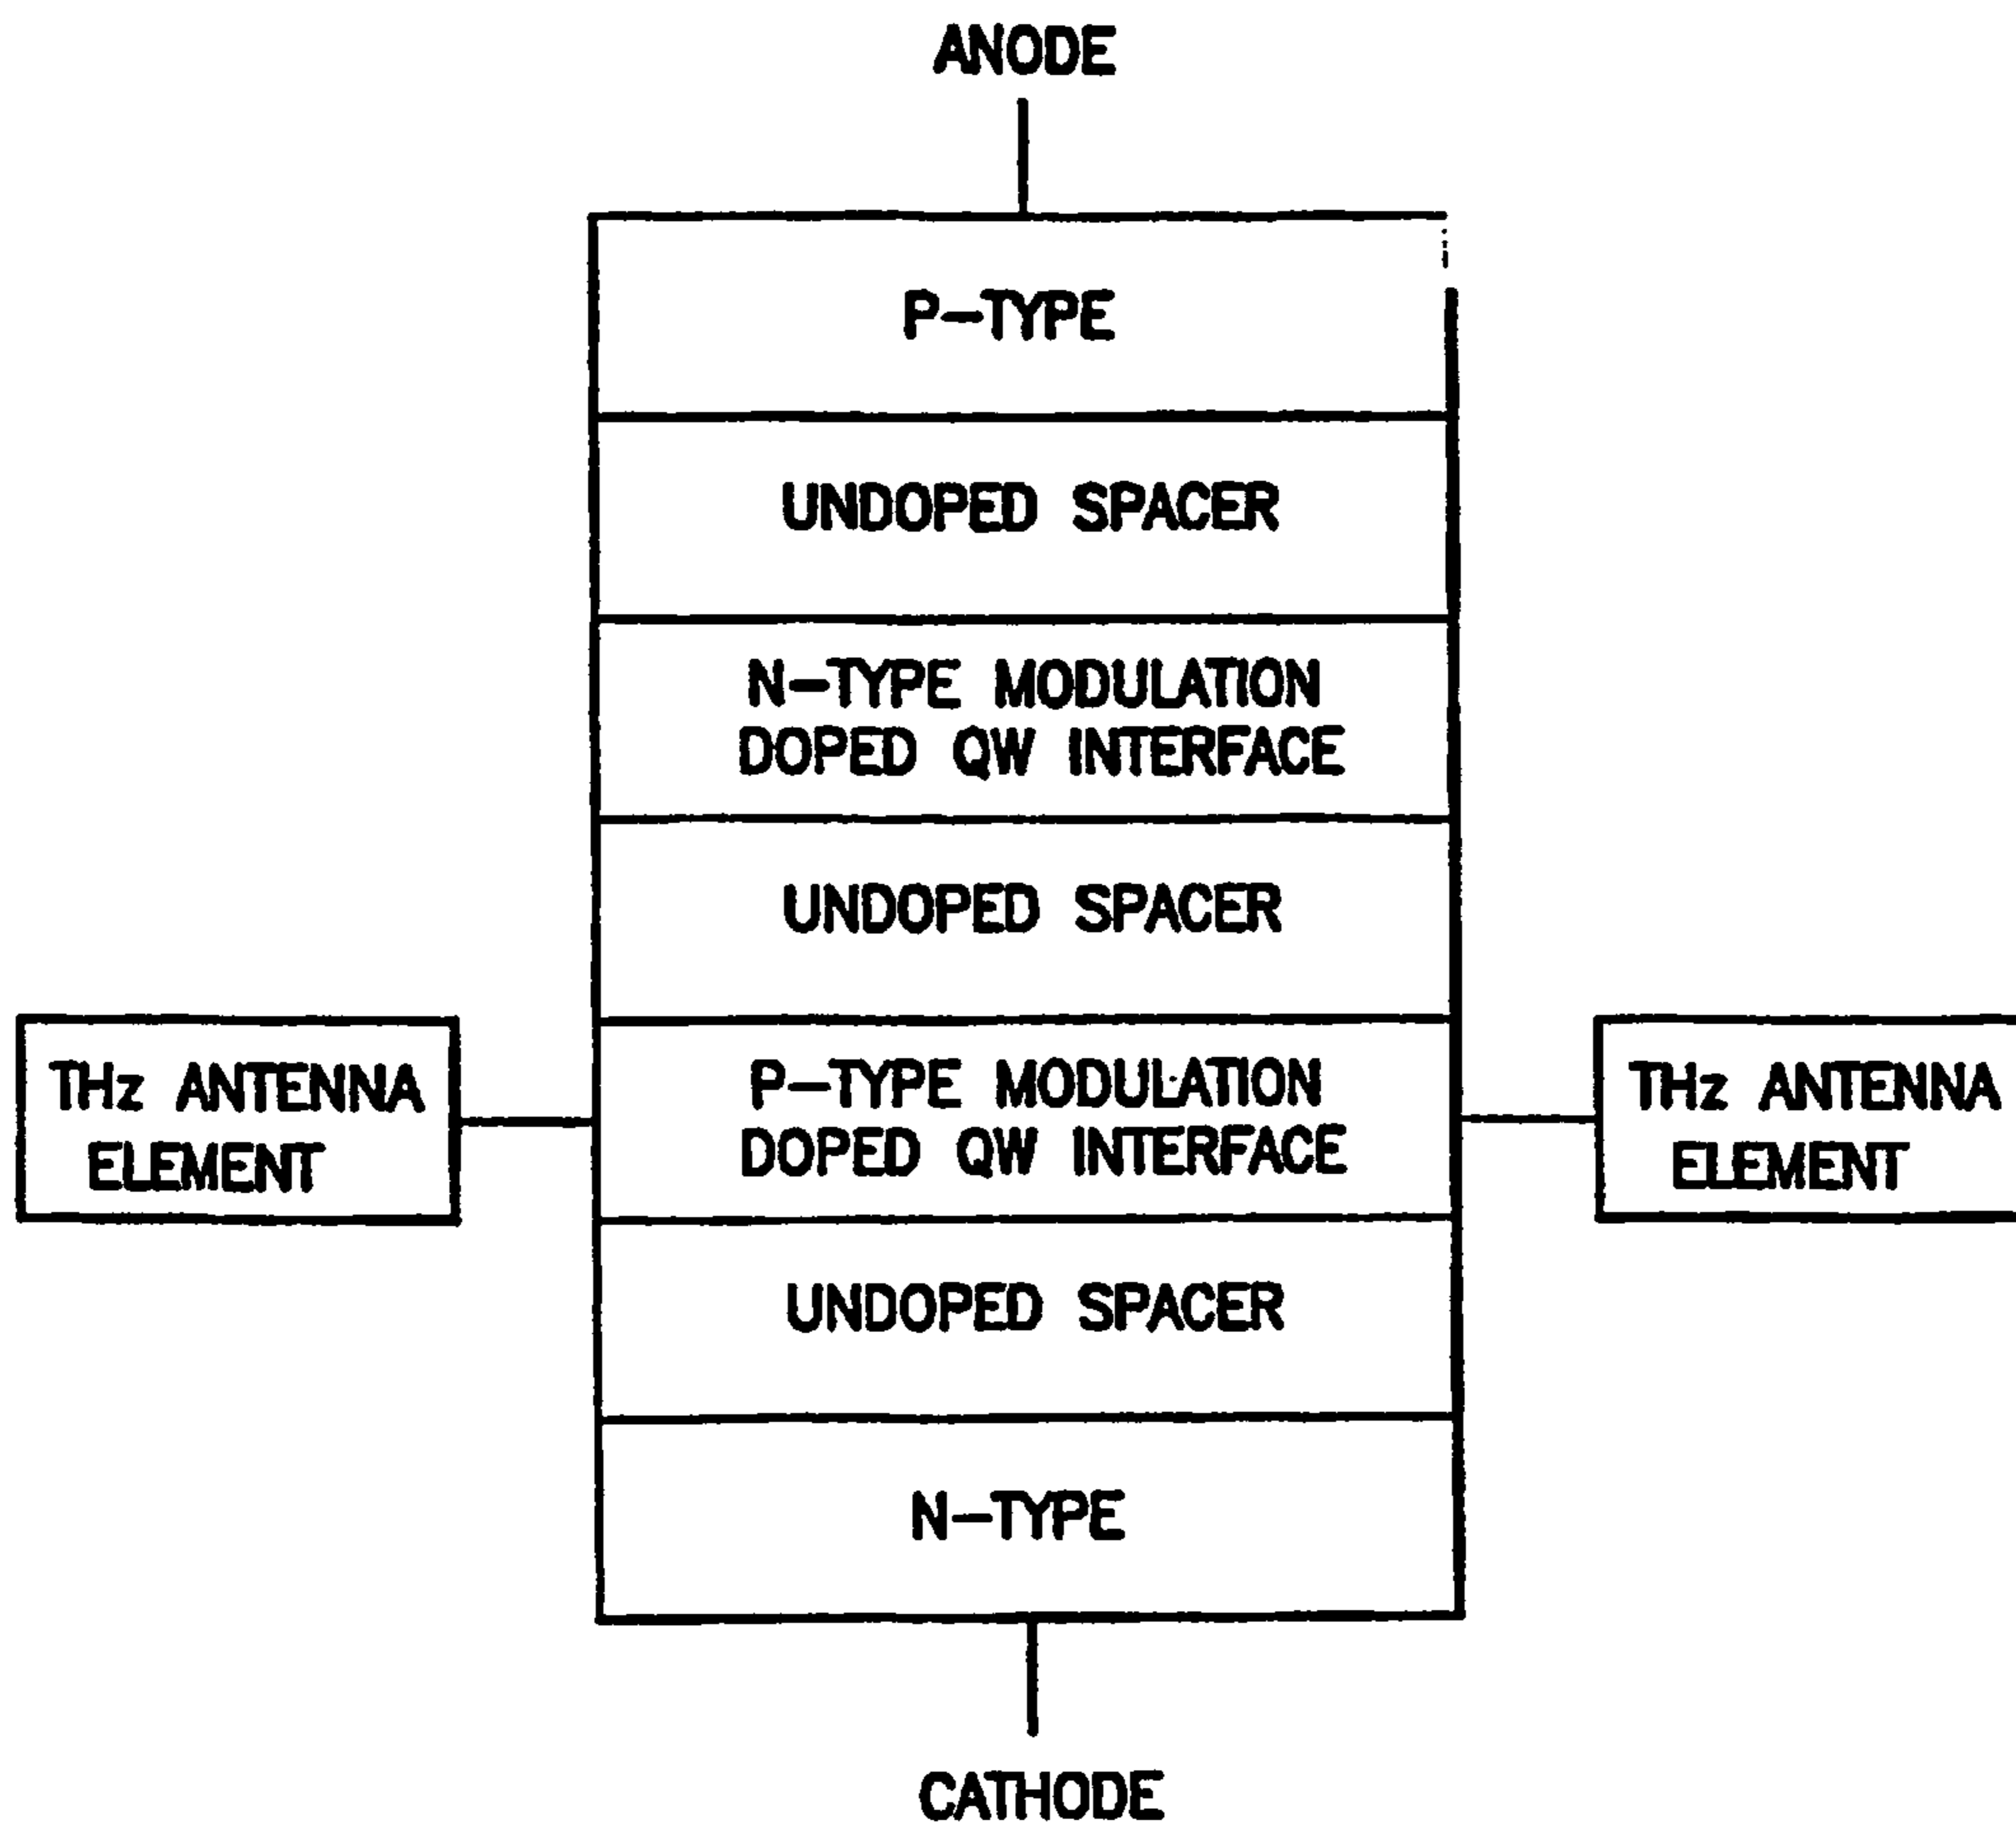 ANODE
P-TYPE
UNDOPED SPACER
N-TYPE MODULATION
DOPED QW INTERFACE
UNDOPED SPACER
THz ANTENNA
ELEMENT
P-TYPE MODULATION
DOPED QW INTERFACE
THz ANTENNA
ELEMENT
UNDOPED SPACER
N-TYPE
CATHODE